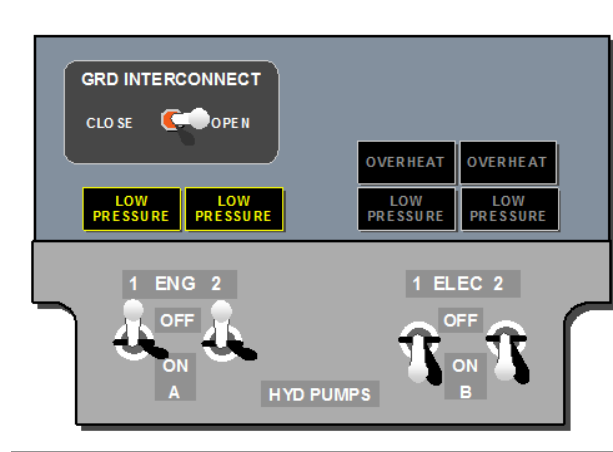 GRD INTERCONNECT
CLOSE OPEN
OVERHEAT OVERHEAT
LOW PRESSURE
LOW PRESSURE
LOW PRESSURE
LOW PRESSURE
1 ENG 2
1 ELEC 2
OFF
OFF
ON
ON
A
HYD PUMPS
B